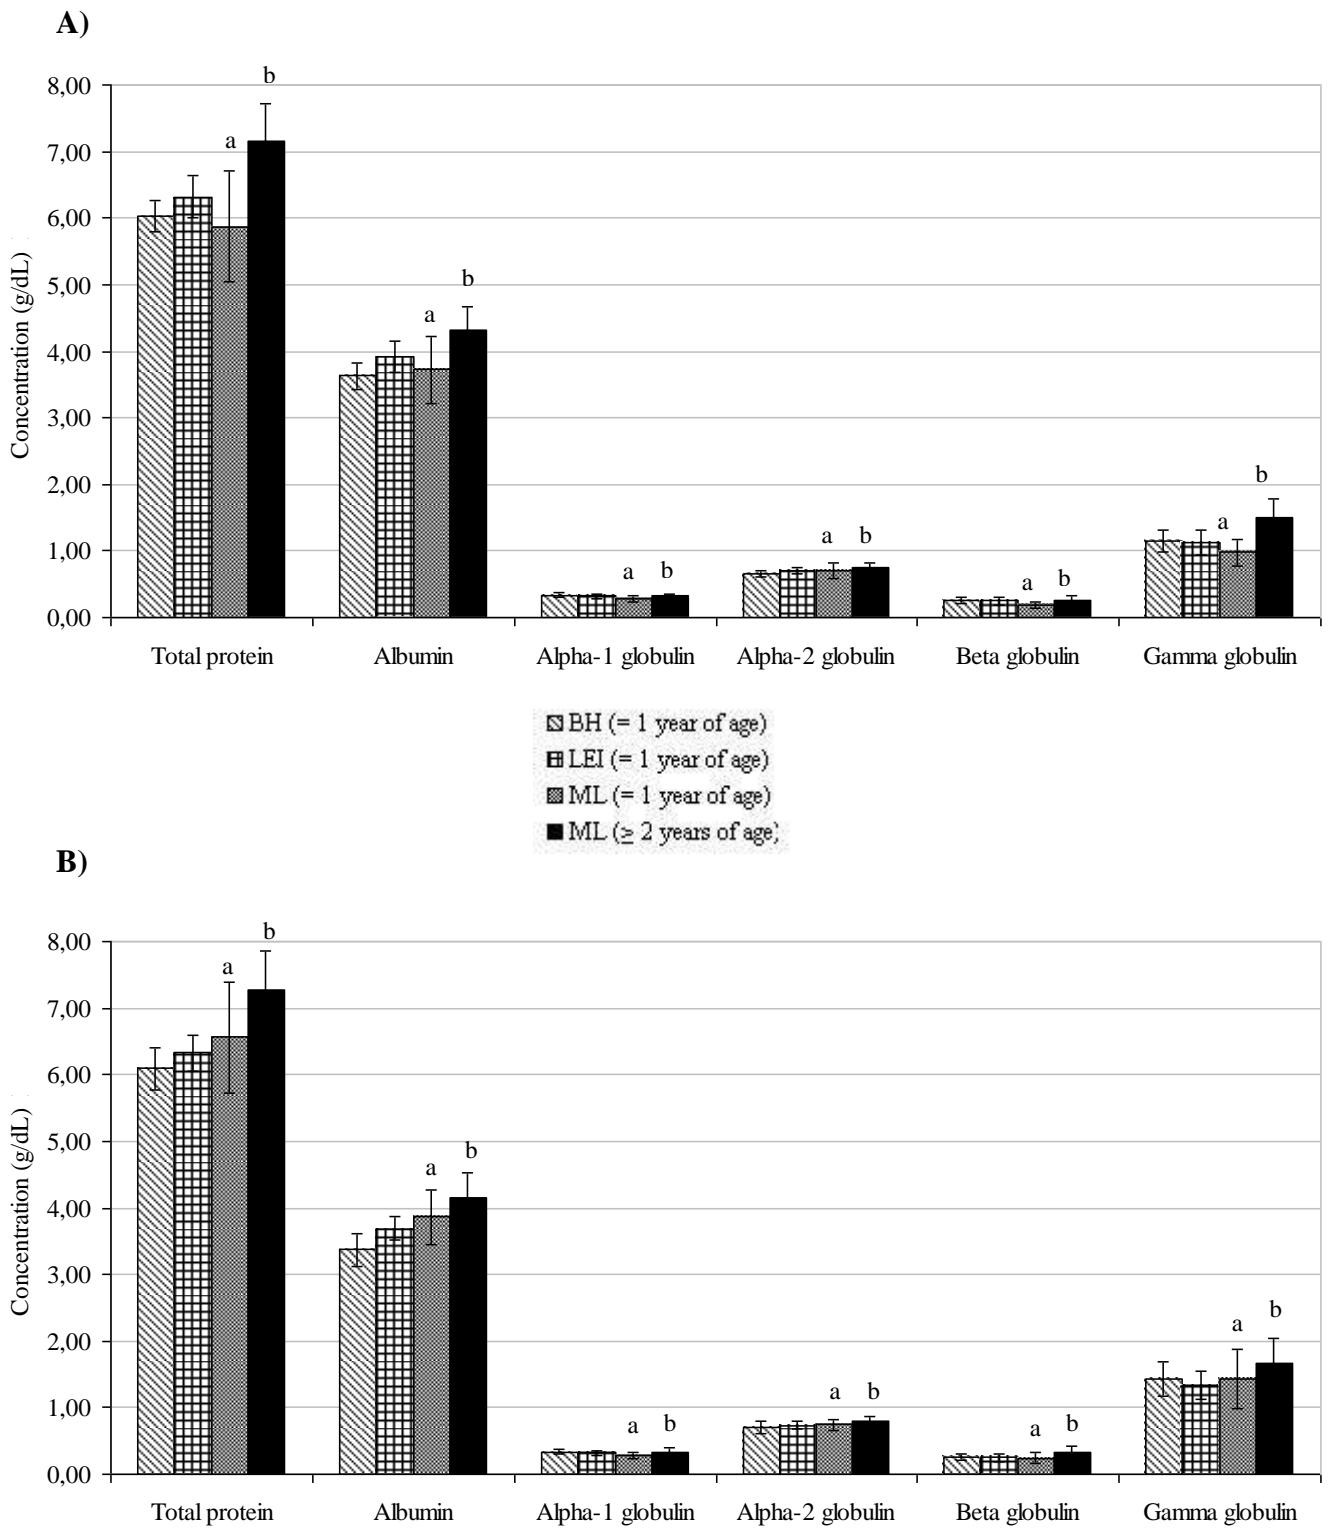 A)
b
8,00
a
7,00
6,00
b
5,00
a
4,00
3,00
2,00
b
a
1,00
a b
a b
a b
0,00
Concentration (g/dL)
Total protein Albumin Alpha-1 globulin Alpha-2 globulin Beta globulin Gamma globulin
BH (= 1 year of age)
LEI (= 1 year of age)
ML (= 1 year of age)
ML (≥ 2 years of age)
B)
b
8,00
a
7,00
6,00
b
5,00
a
4,00
3,00
b
a
2,00
1,00
a b
a b
a b
0,00
Concentration (g/dL)
Total protein Albumin Alpha-1 globulin Alpha-2 globulin Beta globulin Gamma globulin